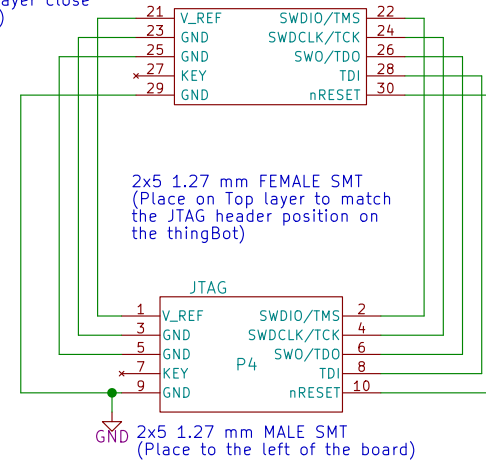 ayer close
)
21 V_REF SWDIO/TMS 22
23 GND SWDCLK/TCK 24
25 GND SWO/TDO 26
27 KEY TDI 28
29 GND nRESET 30
2x5 1.27 mm FEMALE SMT
(Place on Top layer to match
the JTAG header position on
the thingBot)
JTAG
1 V_REF SWDIO/TMS 2
3 GND SWDCLK/TCK 4
5 GND SWO/TDO 6
P4
7 KEY TDI 8
9 GND nRESET 10
GND
2x5 1.27 mm MALE SMT
(Place to the left of the board)